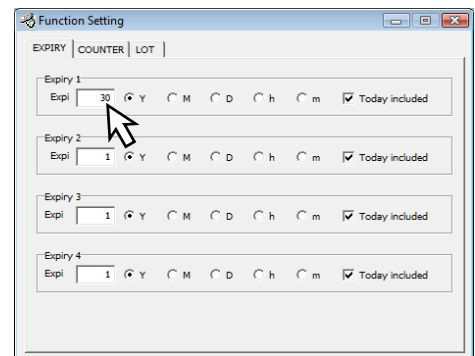 Function Setting
EXPIRY COUNTER LOT
Expiry 1
Expi 30 Y M D h m Today included
Expiry 2
Expi 1 Y M D h m Today included
Expiry 3
Expi 1 Y M D h m Today included
Expiry 4
Expi 1 Y M D h m Today included